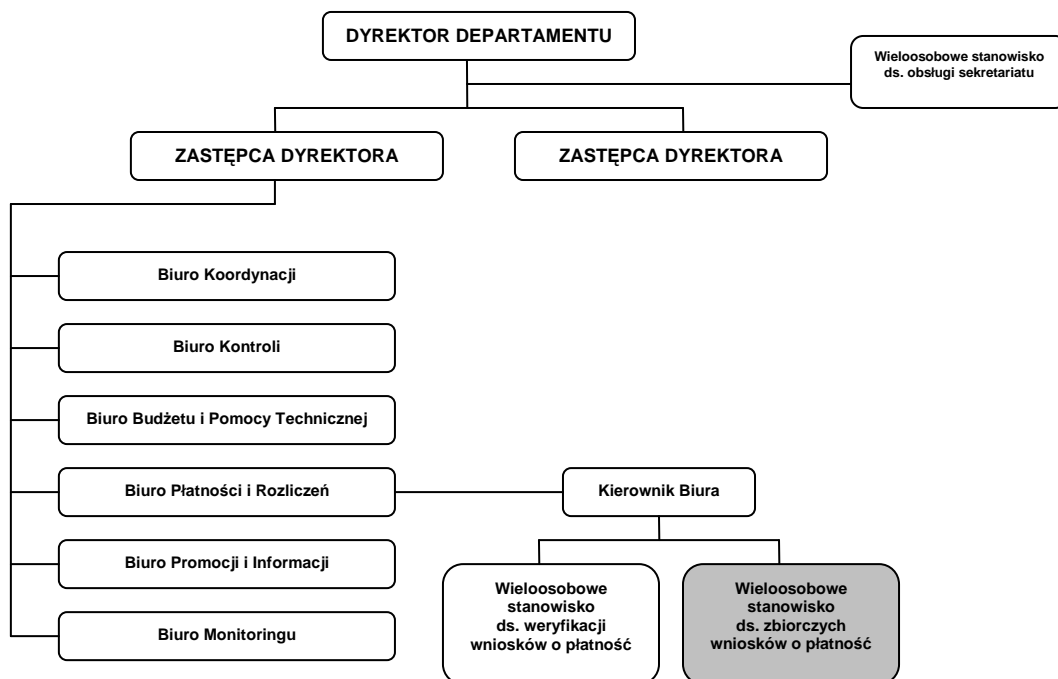 DYREKTOR DEPARTAMENTU
Wieloosobowe stanowisko
ds. obsługi sekretariatu
ZASTĘPCA DYREKTORA
ZASTĘPCA DYREKTORA
Biuro Koordynacji
Biuro Kontroli
Biuro Budżetu i Pomocy Technicznej
Biuro Płatności i Rozliczeń
Kierownik Biura
Biuro Promocji i Informacji
Biuro Monitoringu
Wieloosobowe
stanowisko
ds. weryfikacji
wniosków o płatność
Wieloosobowe
stanowisko
ds. zbiorczych
wniosków o płatność